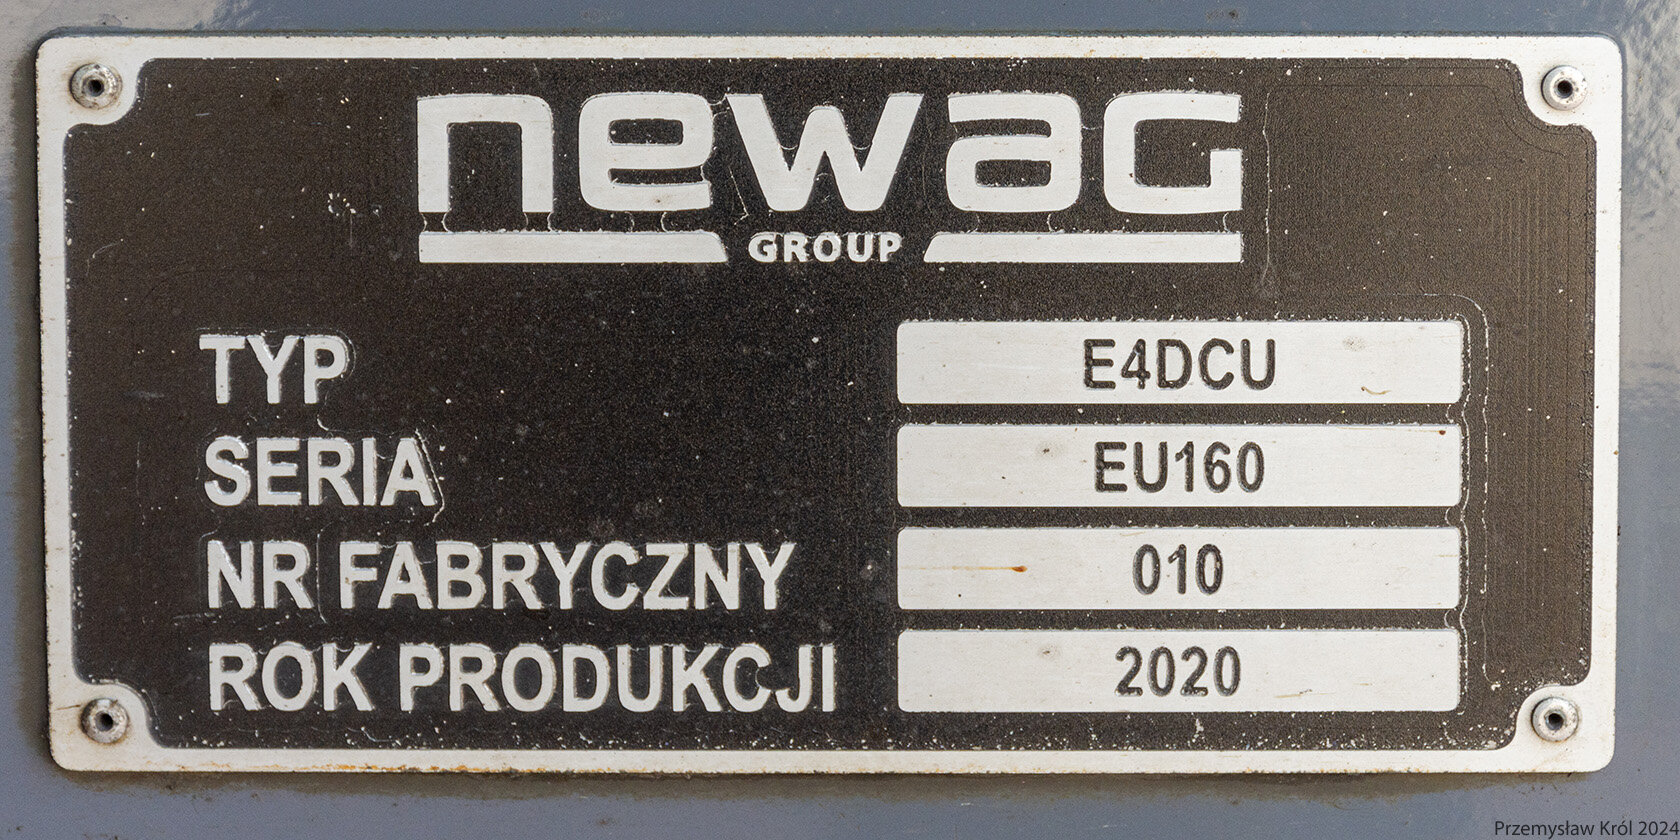 newag
GROUP
TYP E4DCU
SERIA EU160
NR FABRYCZNY 010
ROK PRODUKCJI 2020
Przemysław Król 2024